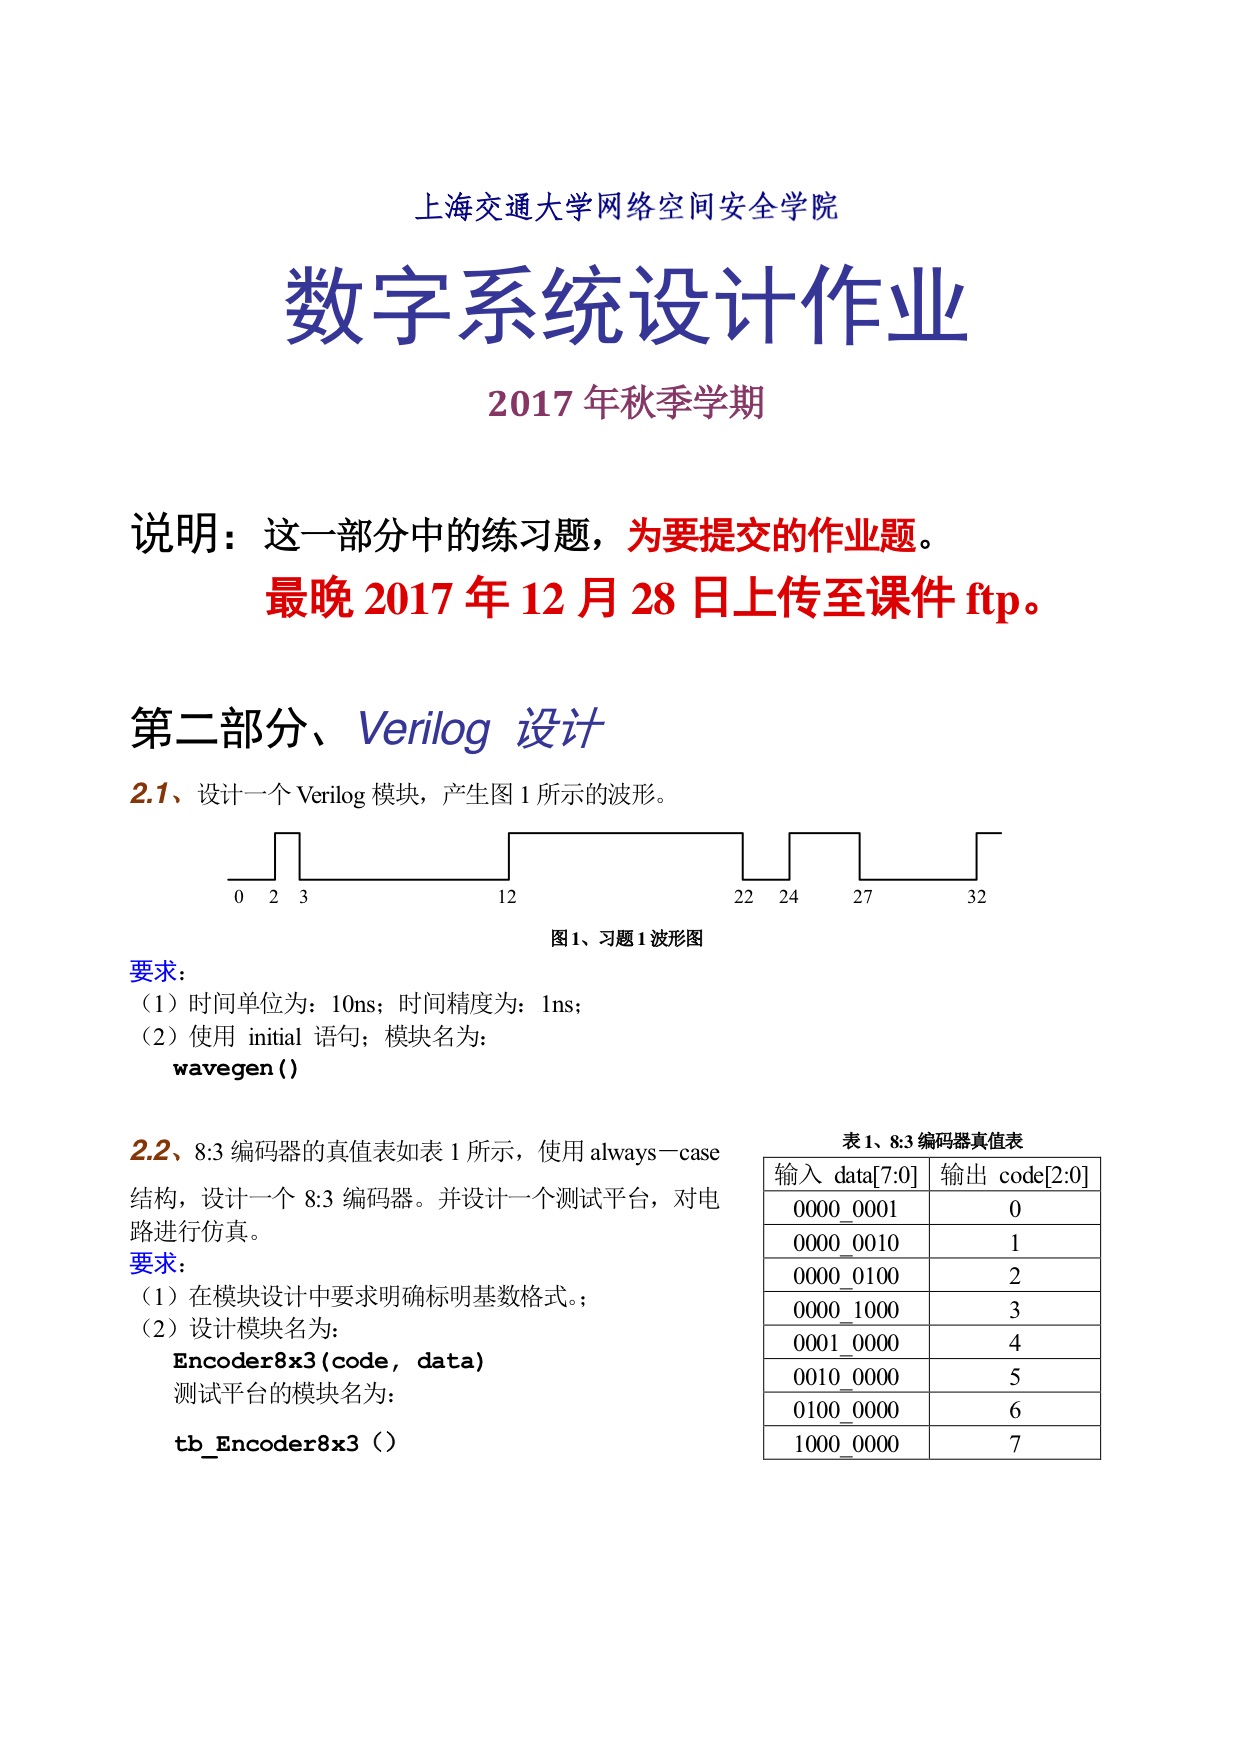 上海交通大学网络空间安全学院
数字系统设计作业
2017 年秋季学期
说明：这一部分中的练习题，为要提交的作业题。
最晚 2017 年 12 月 28 日上传至课件 ftp。
第二部分、Verilog 设计
2.1、设计一个 Verilog 模块，产生图 1 所示的波形。
0 2 3 12 22 24 27 32
图 1、习题 1 波形图
要求：
（1）时间单位为：10ns；时间精度为：1ns；
（2）使用 initial 语句；模块名为：
wavegen()
2.2、8:3 编码器的真值表如表 1 所示，使用 always－case
结构，设计一个 8:3 编码器。并设计一个测试平台，对电
路进行仿真。
要求：
（1）在模块设计中要求明确标明基数格式。；
（2）设计模块名为：
Encoder8x3(code, data)
测试平台的模块名为：
tb_Encoder8x3（）
表 1、8:3 编码器真值表
输入 data[7:0] 输出 code[2:0]
0000_0001 0
0000_0010 1
0000_0100 2
0000_1000 3
0001_0000 4
0010_0000 5
0100_0000 6
1000_0000 7